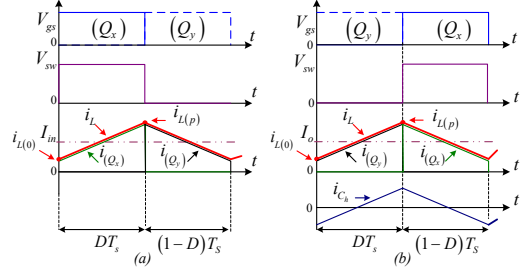 V_gs (Q_x) (Q_y) t
0
V_sw
0 t
i_L i_L(p)
i_L(0) I_in
i_(Q_x) i_(Q_y)
0 t
DT_s (1-D)T_S
(a)
V_gs (Q_y) (Q_x) t
0
V_sw
0 t
i_L i_L(p)
i_L(0) I_o
i_(Q_y) i_(Q_x)
0 t
i_C_h
0 t
DT_s (1-D)T_S
(b)